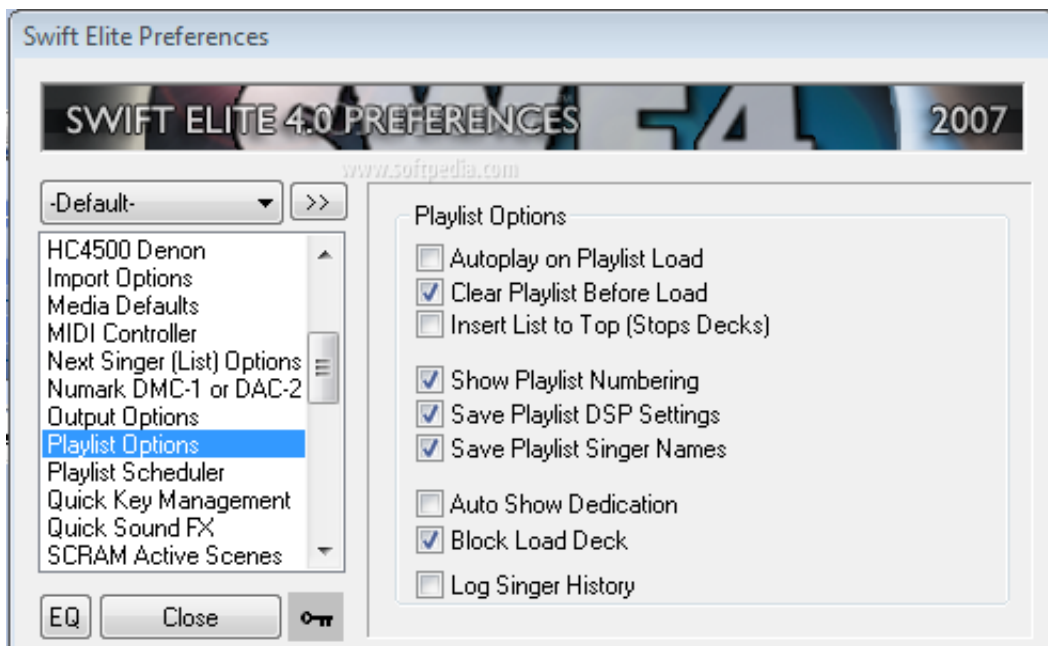 Swift Elite Preferences
SWIFT ELITE 4.0 PREFERENCES
2007
www.softpedia.com
-Default-
>>
HC4500 Denon
Import Options
Media Defaults
MIDI Controller
Next Singer (List) Options
Numark DMC-1 or DAC-2
Output Options
Playlist Options
Playlist Scheduler
Quick Key Management
Quick Sound FX
SCRAM Active Scenes
EQ
Close
Playlist Options
Autoplay on Playlist Load
Clear Playlist Before Load
Insert List to Top (Stops Decks)
Show Playlist Numbering
Save Playlist DSP Settings
Save Playlist Singer Names
Auto Show Dedication
Block Load Deck
Log Singer History